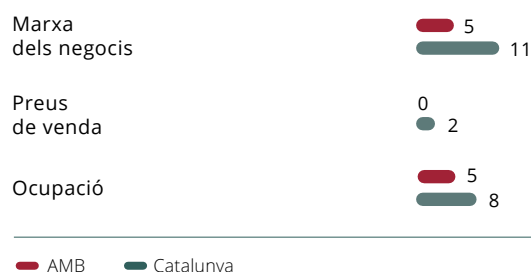 Marxa
dels negocis
5
11
Preus
de venda
0
2
Ocupació
5
8
AMB
Catalunya